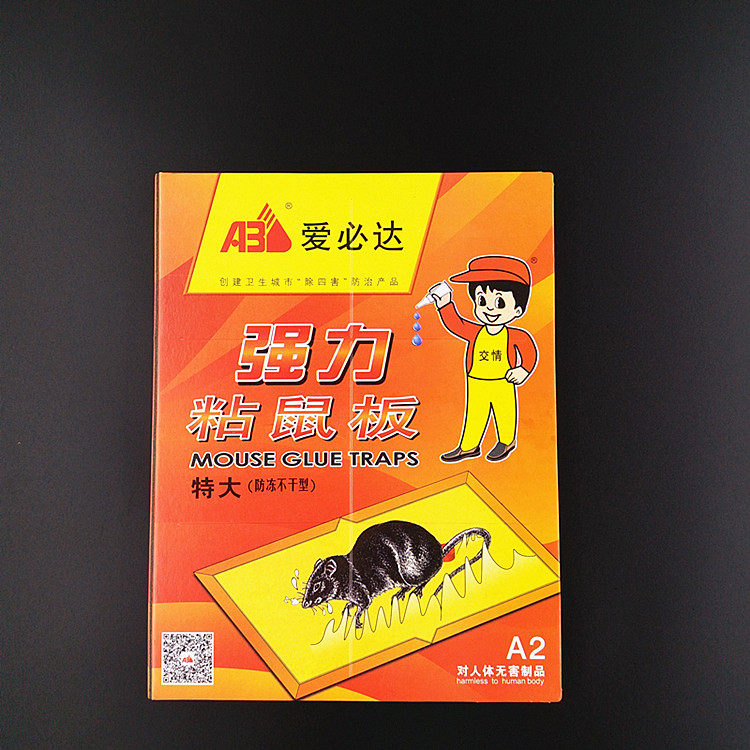 AB
®
爱必达
创建卫生城市“除四害”防治产品
®
交情
强力
粘鼠板
MOUSE GLUE TRAPS
特大（防冻不干型）
A2
对人体无害制品
harmless to human body
AB